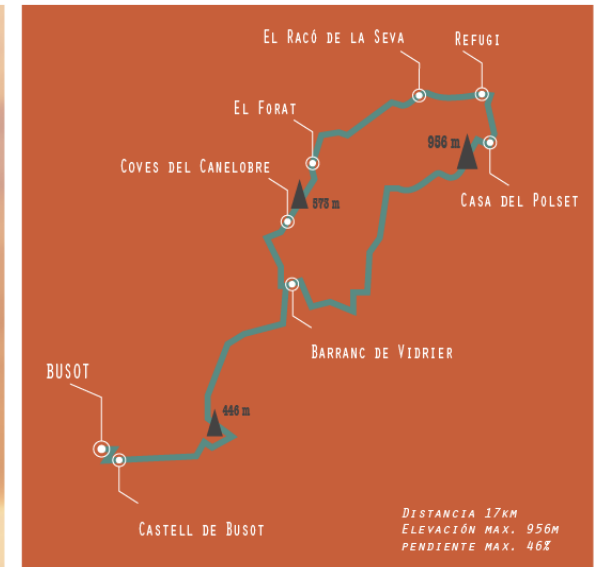 El Racó de la Seva
Refugi
El Forat
956 m
Coves del Canelobre
Casa del Polset
573 m
Barranc de Vidrier
BUSOT
446 m
Castell de Busot
Distancia 17km
Elevación max. 956m
pendiente max. 46%